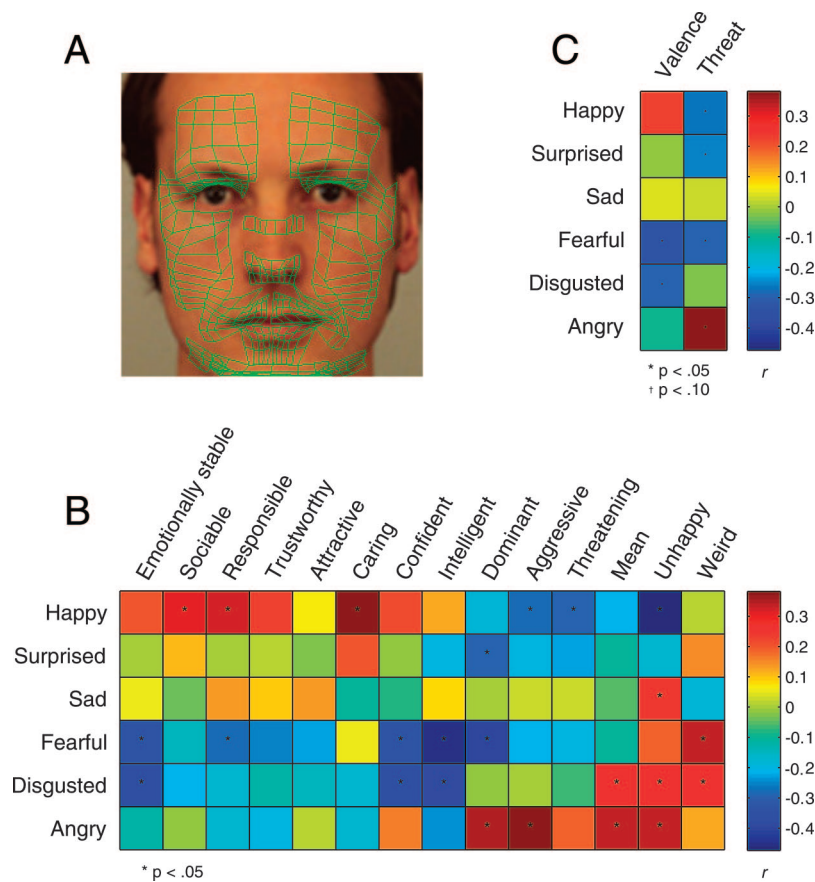 A
C
Valence
Threat
Happy
Surprised
Sad
Fearful
Disgusted
Angry
0.3
0.2
0.1
0
-0.1
-0.2
-0.3
-0.4
* p < .05
† p < .10
r
B
Emotionally stable
Sociable
Responsible
Trustworthy
Attractive
Caring
Confident
Intelligent
Dominant
Aggressive
Threatening
Mean
Unhappy
Weird
Happy
Surprised
Sad
Fearful
Disgusted
Angry
0.3
0.2
0.1
0
-0.1
-0.2
-0.3
-0.4
* p < .05
r